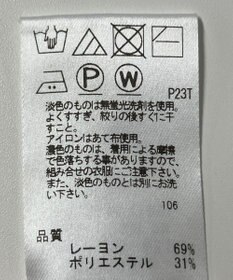 P W
P23T
淡色のものは無蛍光洗剤を使用。
よくすすぎ、絞りの後すぐに干
すこと。
アイロンはあて布使用。
濃色のものは、着用による摩擦
で色落ちする事がありますので、
組み合せの衣服にご注意下さい。
また、淡色のものとは別にお洗
い下さい。
106
品質
レーヨン 69%
ポリエステル 31%